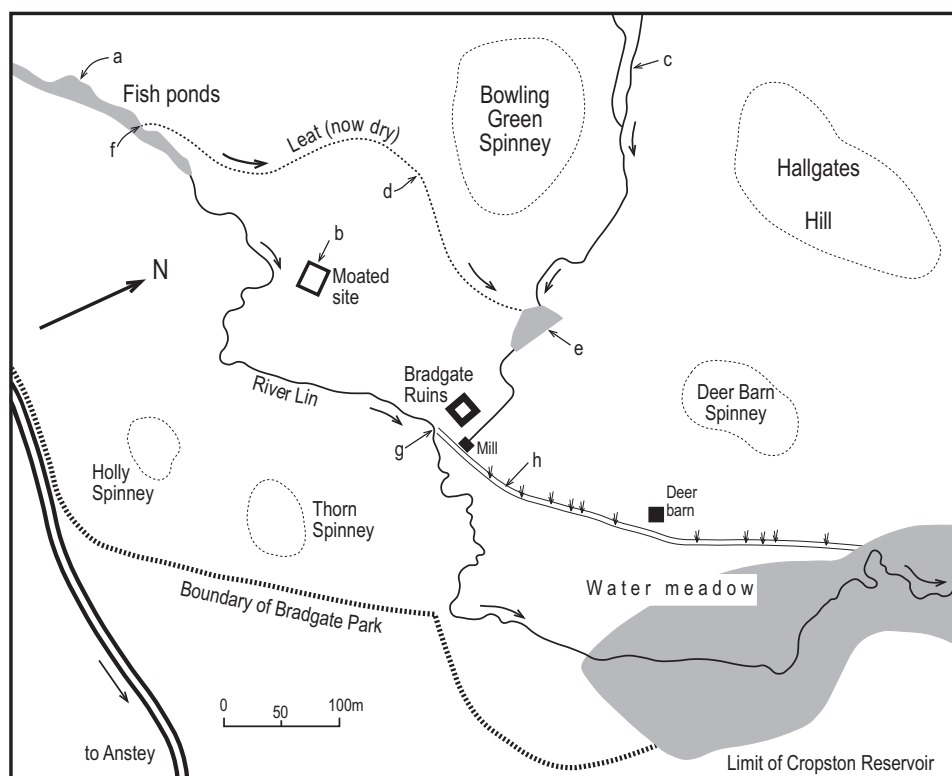 a
Fish ponds
f
Leat (now dry)
d
Bowling
Green
Spinney
c
Hallgates
Hill
N
b
Moated
site
e
River Lin
Bradgate
Ruins
Mill
g
h
Deer Barn
Spinney
Holly
Spinney
Thorn
Spinney
Deer
barn
Water meadow
Boundary of Bradgate Park
0 50 100m
to Anstey
Limit of Cropston Reservoir